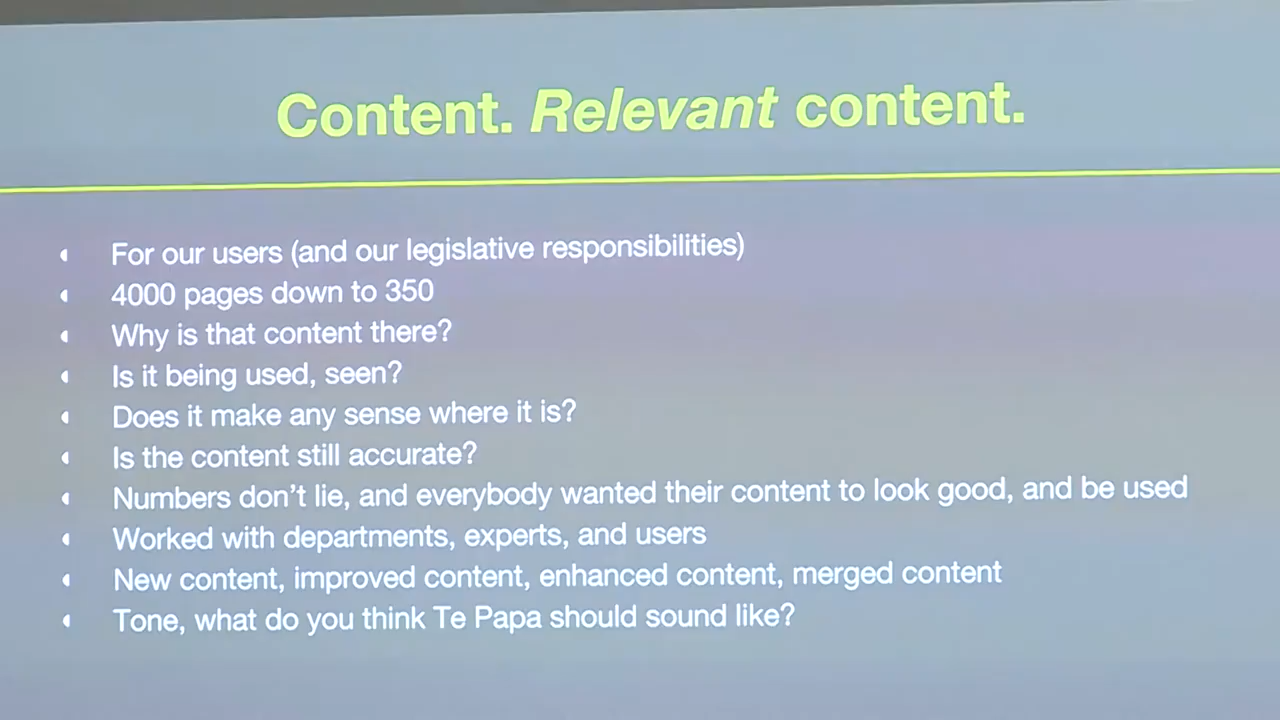 Content. Relevant content.
For our users (and our legislative responsibilities)
4000 pages down to 350
Why is that content there?
Is it being used, seen?
Does it make any sense where it is?
Is the content still accurate?
Numbers don’t lie, and everybody wanted their content to look good, and be used
Worked with departments, experts, and users
New content, improved content, enhanced content, merged content
Tone, what do you think Te Papa should sound like?